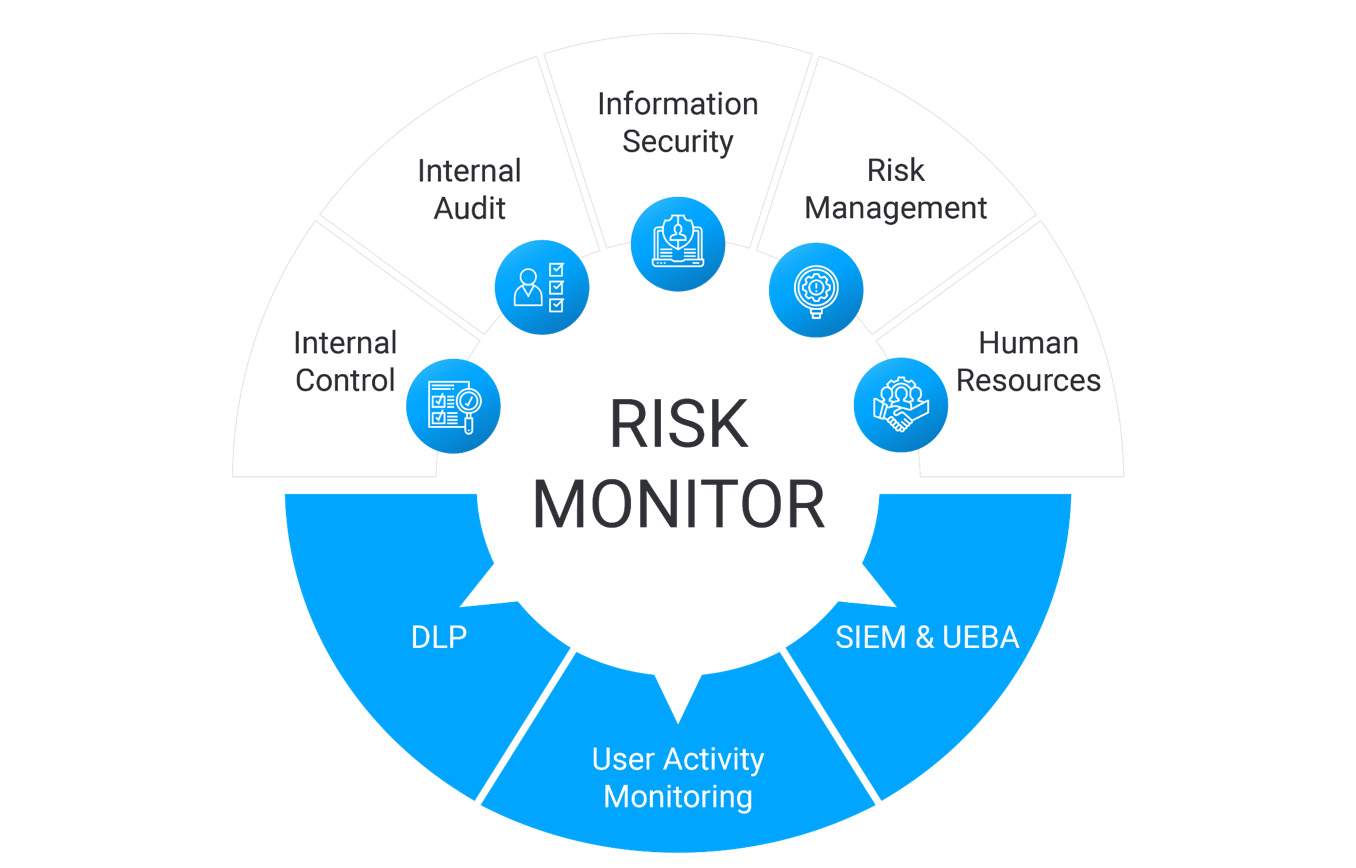 Information
Security
Internal
Audit
Risk
Management
Internal
Control
Human
Resources
RISK
MONITOR
DLP
SIEM & UEBA
User Activity
Monitoring